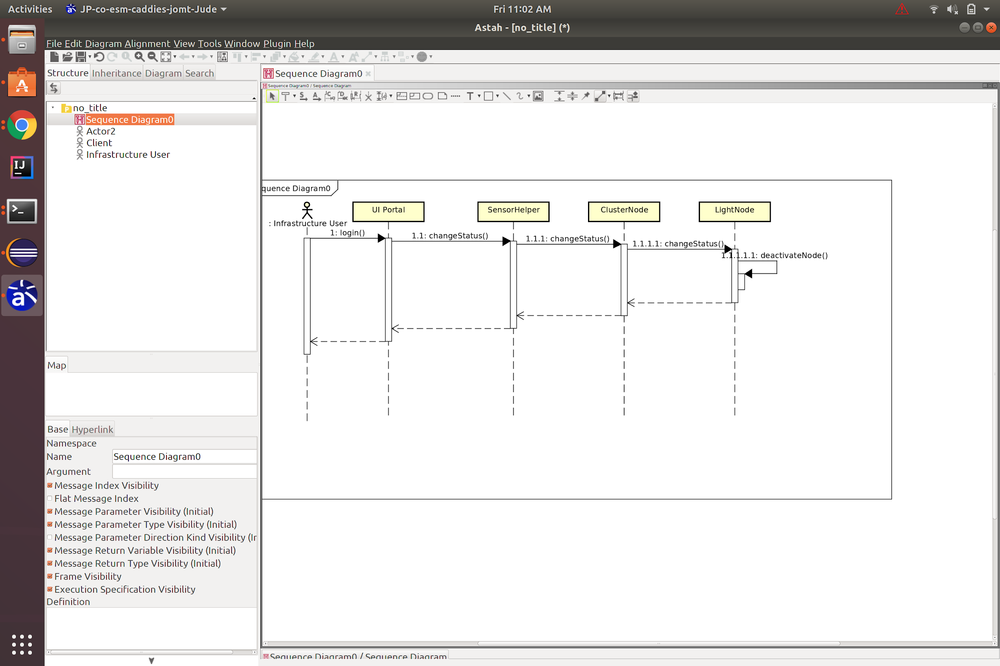 Activities JP-co-esm-caddies-jomt-Jude Fri 11:02 AM
Astah - [no_title] (*)
File Edit Diagram Alignment View Tools Window Plugin Help
Structure Inheritance Diagram Search
no_title
Sequence Diagram0
Actor2
Client
Infrastructure User
Map
Base Hyperlink
Namespace
Name Sequence Diagram0
Argument
Message Index Visibility
Flat Message Index
Message Parameter Visibility (Initial)
Message Parameter Type Visibility (Initial)
Message Parameter Direction Kind Visibility (Ir
Message Return Variable Visibility (Initial)
Message Return Type Visibility (Initial)
Frame Visibility
Execution Specification Visibility
Definition
Sequence Diagram0
Sequence Diagram0 / Sequence Diagram
quence Diagram0
UI Portal SensorHelper ClusterNode LightNode
: Infrastructure User
1: login()
1.1: changeStatus()
1.1.1: changeStatus()
1.1.1.1: changeStatus()
1.1.1.1.1: deactivateNode()
Sequence Diagram0 / Sequence Diagram